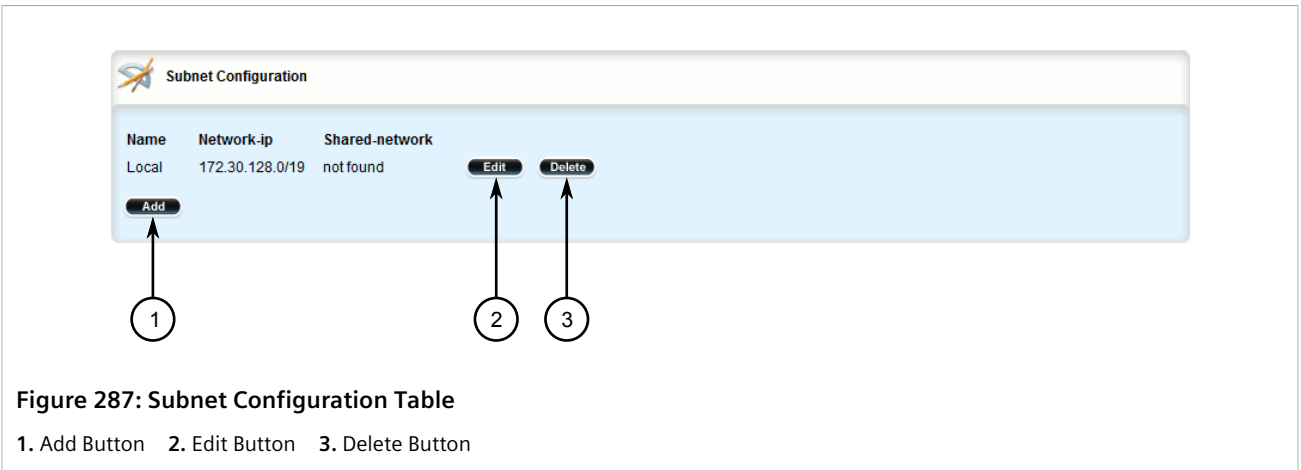 Subnet Configuration
Name Network-ip Shared-network
Local 172.30.128.0/19 not found Edit Delete
Add
1 2 3
Figure 287: Subnet Configuration Table
1. Add Button 2. Edit Button 3. Delete Button